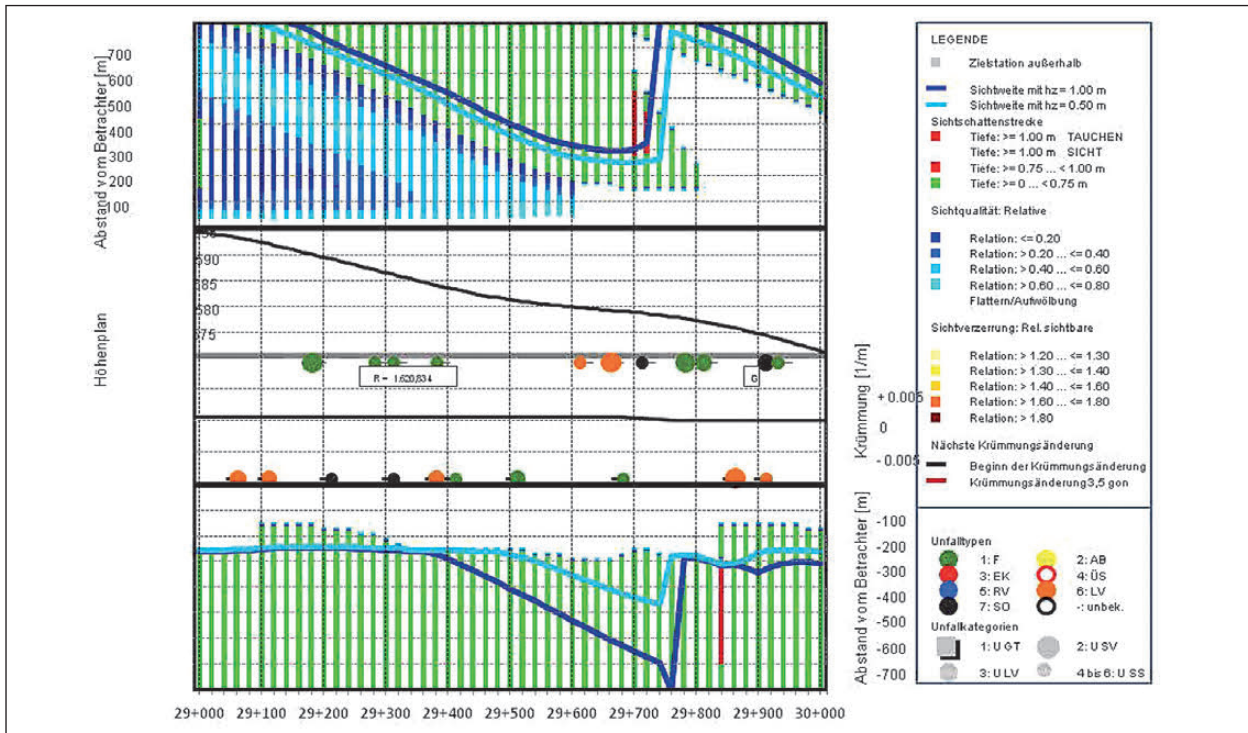 Abstand vom Betrachter [m]
700
600
500
400
300
200
100
Höhenplan
590
585
580
575
R = 1.620,834
G
Krümmung [1/m]
+ 0.005
0
- 0.005
Abstand vom Betrachter [m]
-100
-200
-300
-400
-500
-600
-700
29+000 29+100 29+200 29+300 29+400 29+500 29+600 29+700 29+800 29+900 30+000
LEGENDE
Zielstation außerhalb
Sichtweite mit hz = 1.00 m
Sichtweite mit hz = 0.50 m
Sichtschattenstrecke
Tiefe: >= 1.00 m TAUCHEN
Tiefe: >= 1.00 m SICHT
Tiefe: >= 0.75 ... < 1.00 m
Tiefe: >= 0 ... < 0.75 m
Sichtqualität: Relative
Relation: <= 0.20
Relation: > 0.20 ... <= 0.40
Relation: > 0.40 ... <= 0.60
Relation: > 0.60 ... <= 0.80
Flattern/Aufwölbung
Sichtverzerrung: Rel. sichtbare
Relation: > 1.20 ... <= 1.30
Relation: > 1.30 ... <= 1.40
Relation: > 1.40 ... <= 1.60
Relation: > 1.60 ... <= 1.80
Relation: > 1.80
Nächste Krümmungsänderung
Beginn der Krümmungsänderung
Krümmungsänderung 3,5 gon
Unfalltypen
1: F 2: AB
3: EK 4: ÜS
5: RV 6: LV
7: SO -: unbek.
Unfallkategorien
1: U GT 2: U SV
3: U LV 4 bis 6: U SS